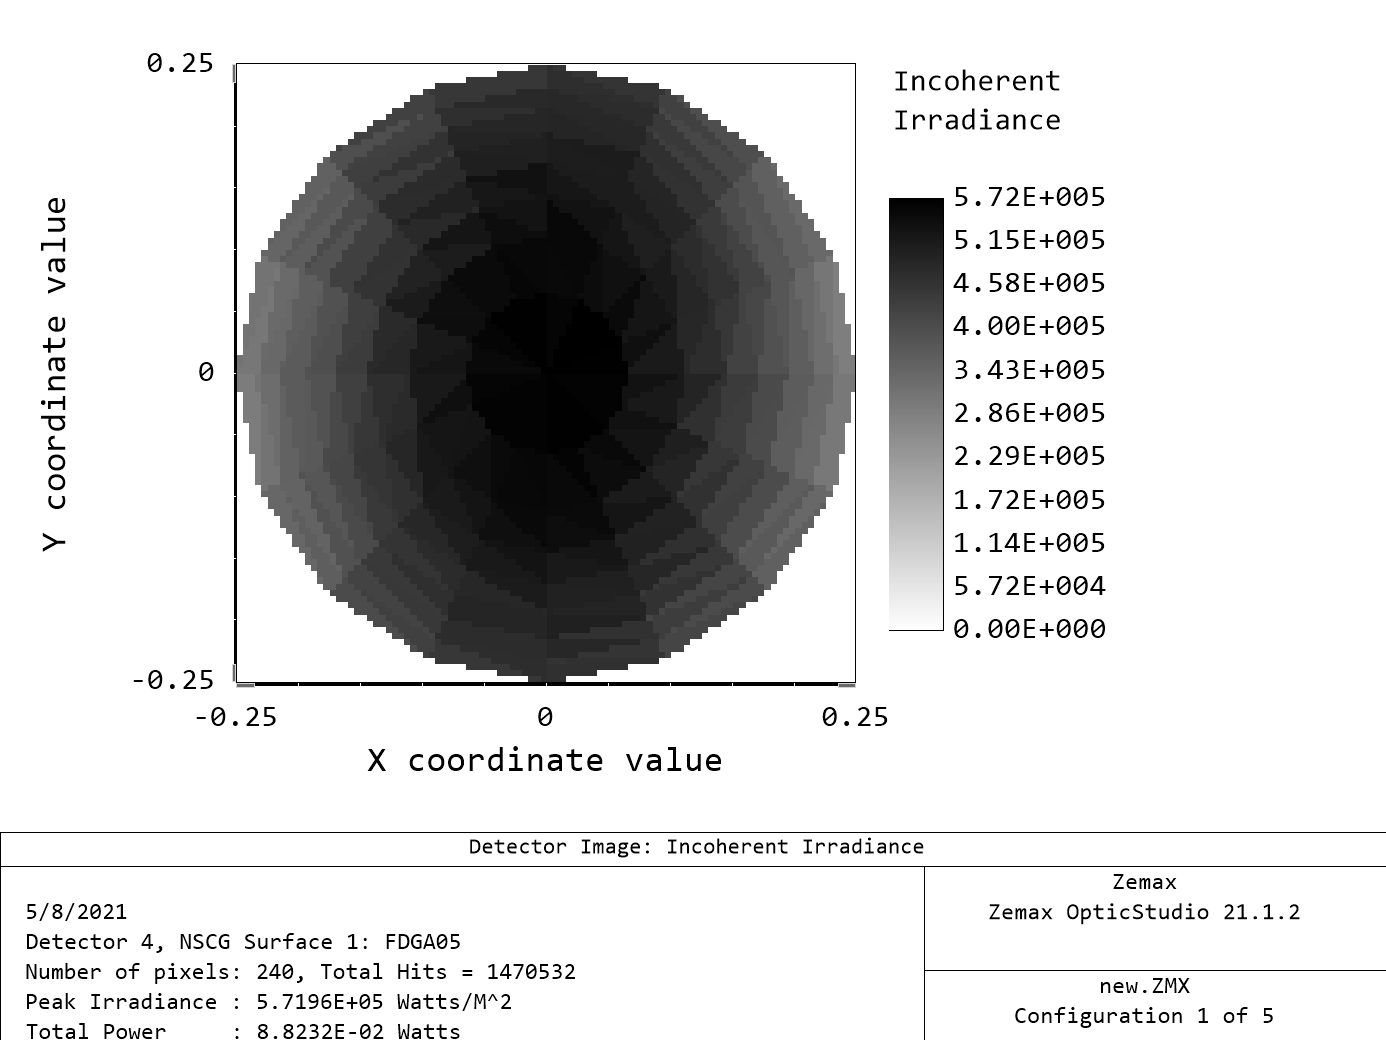 0.25
0
-0.25
Y coordinate value
-0.25 0 0.25
X coordinate value
Incoherent
Irradiance
5.72E+005
5.15E+005
4.58E+005
4.00E+005
3.43E+005
2.86E+005
2.29E+005
1.72E+005
1.14E+005
5.72E+004
0.00E+000
Detector Image: Incoherent Irradiance
5/8/2021
Detector 4, NSCG Surface 1: FDGA05
Number of pixels: 240, Total Hits = 1470532
Peak Irradiance : 5.7196E+05 Watts/M^2
Total Power     : 8.8232E-02 Watts
Zemax
Zemax OpticStudio 21.1.2
new.ZMX
Configuration 1 of 5